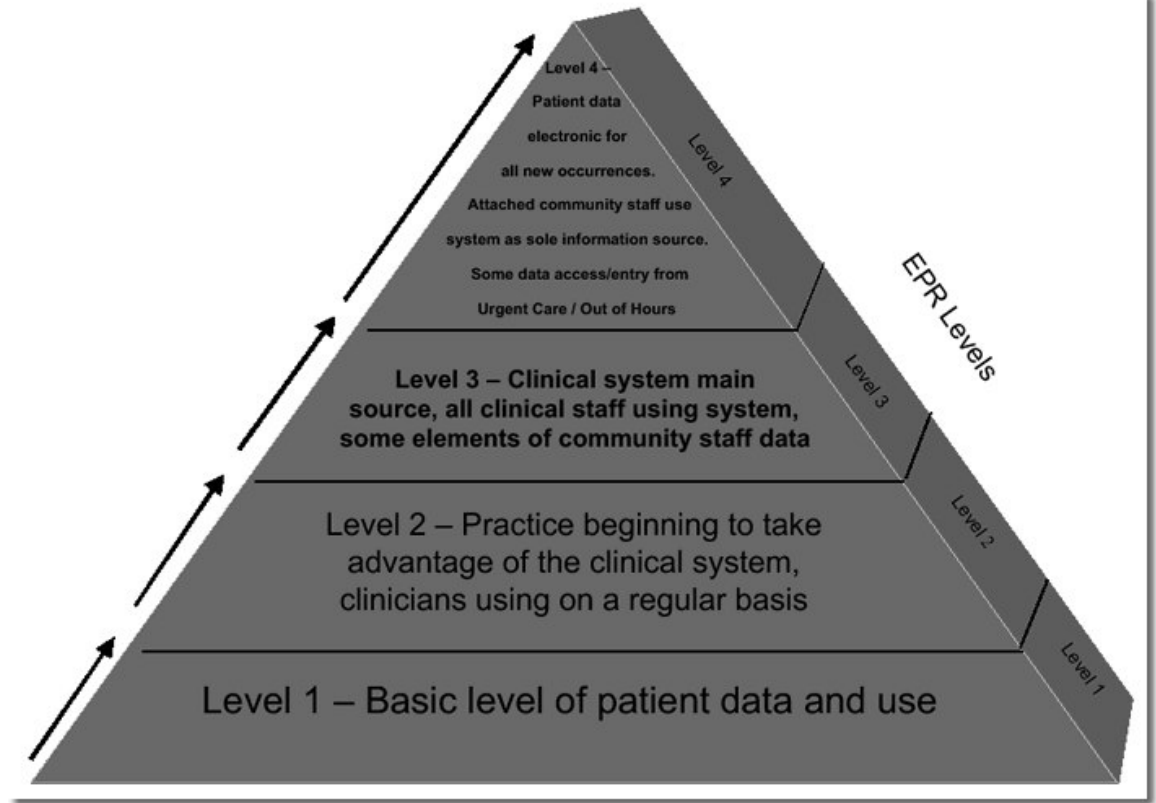 Level 4 –
Patient data
electronic for
all new occurrences.
Attached community staff use
system as sole information source.
Some data access/entry from
Urgent Care / Out of Hours
Level 3 – Clinical system main
source, all clinical staff using system,
some elements of community staff data
Level 2 – Practice beginning to take
advantage of the clinical system,
clinicians using on a regular basis
Level 1 – Basic level of patient data and use
Level 4
Level 3
Level 2
Level 1
EPR Levels